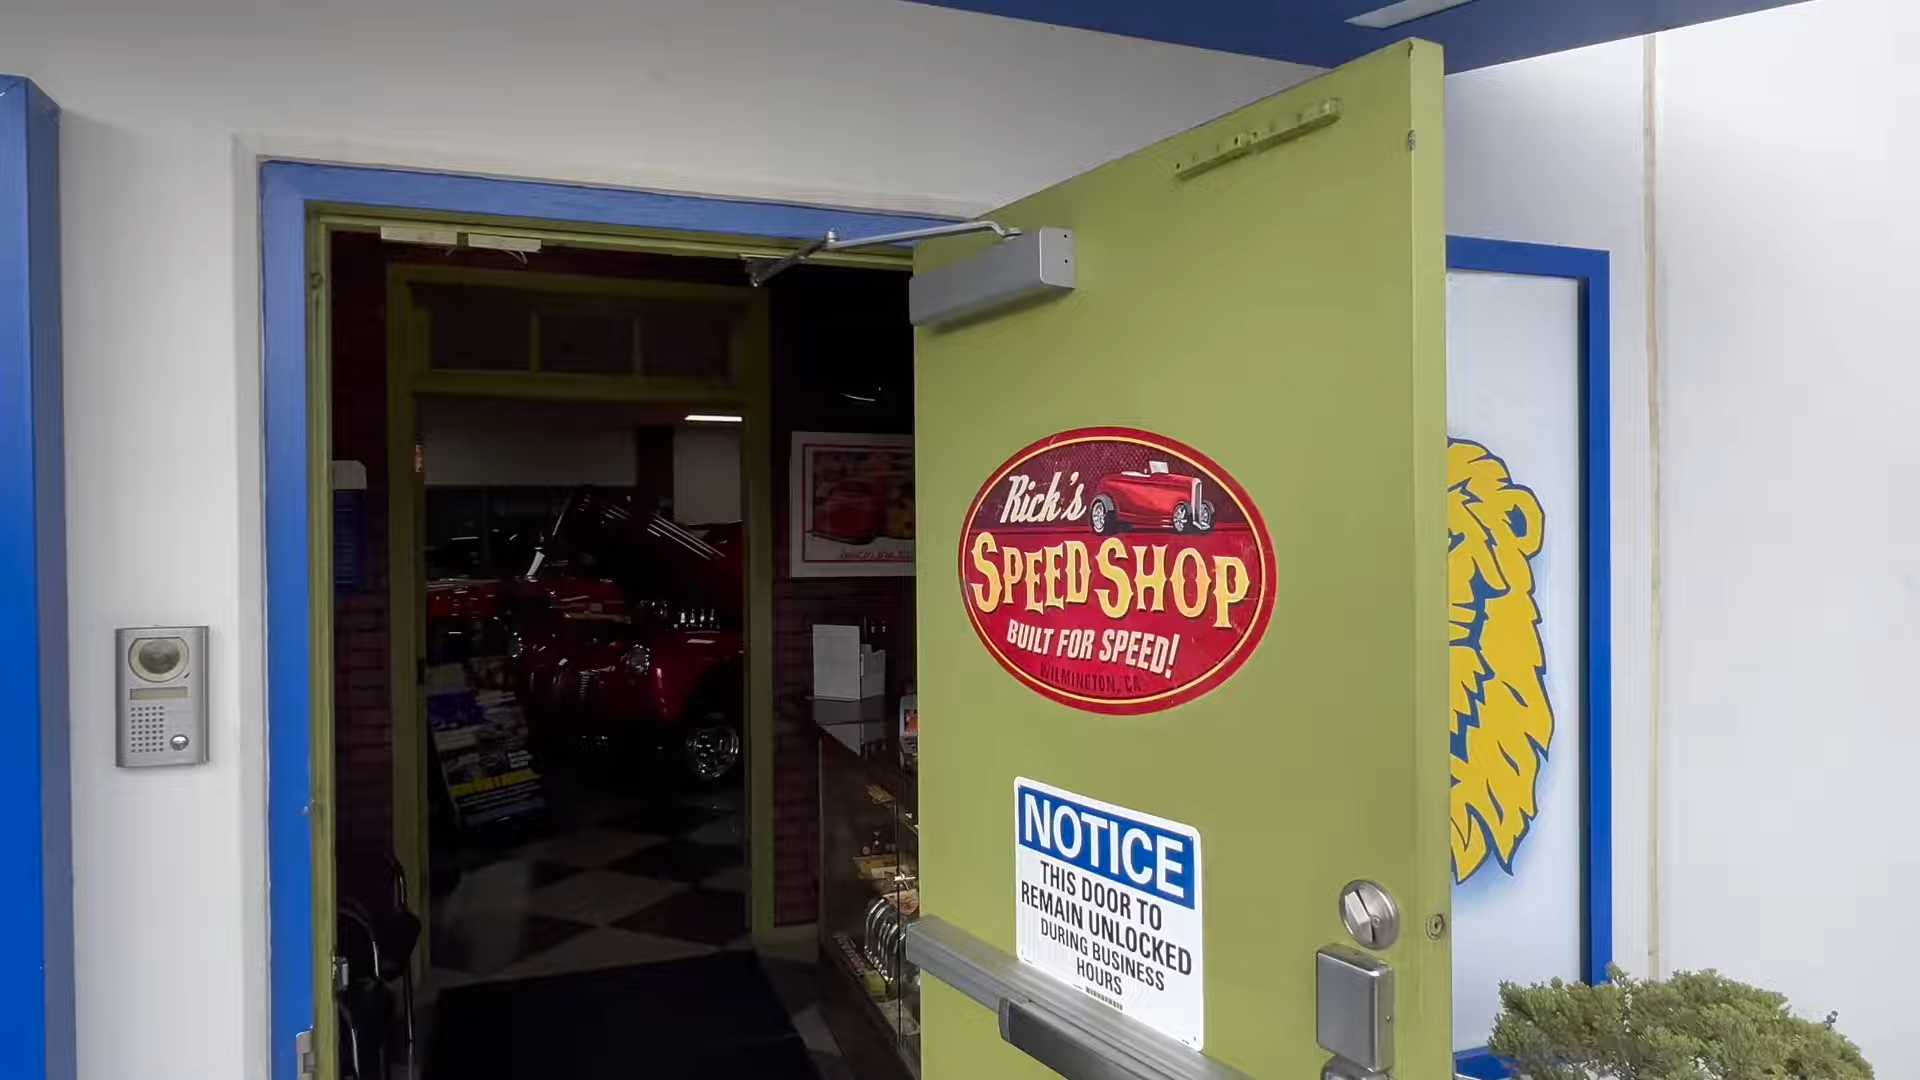 Rick's
SPEED SHOP
BUILT FOR SPEED!
WILMINGTON, CA
NOTICE
THIS DOOR TO
REMAIN UNLOCKED
DURING BUSINESS
HOURS